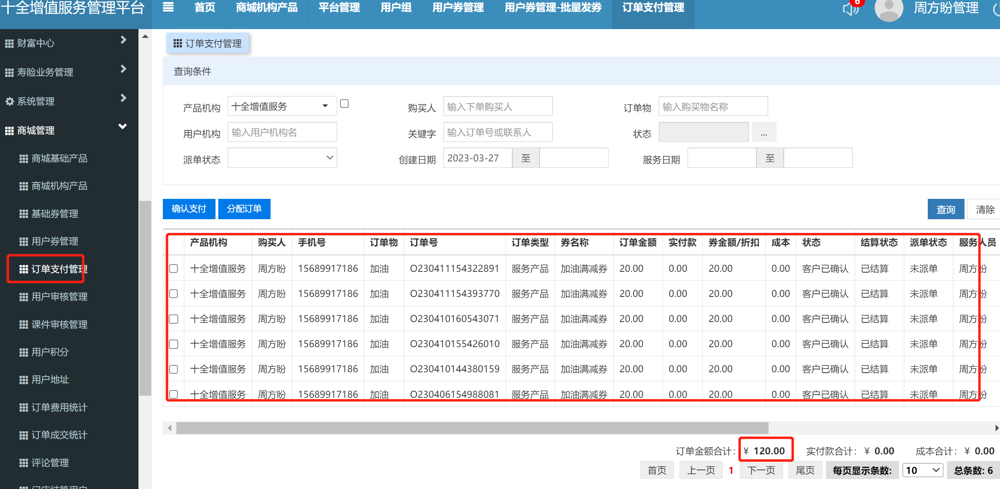 十全增值服务管理平台
首页 商城机构产品 平台管理 用户组 用户券管理 用户券管理-批量发券 订单支付管理
6
周方盼管理
财富中心
寿险业务管理
系统管理
商城管理
商城基础产品
商城机构产品
基础券管理
用户券管理
订单支付管理
用户审核管理
课件审核管理
用户积分
用户地址
订单费用统计
订单成交统计
评论管理
订单支付管理
查询条件
产品机构 十全增值服务 购买人 输入下单购买人 订单物 输入购买物名称
用户机构 输入用户机构名 关键字 输入订单号或联系人 状态 ...
派单状态 创建日期 2023-03-27 至 服务日期 至
确认支付 分配订单 查询 清除
产品机构 购买人 手机号 订单物 订单号 订单类型 券名称 订单金额 实付款 券金额/折扣 成本 状态 结算状态 派单状态 服务人员
十全增值服务 周方盼 15689917186 加油 O230411154322891 服务产品 加油满减券 20.00 0.00 20.00 0.00 客户已确认 已结算 未派单 周方盼
十全增值服务 周方盼 15689917186 加油 O230411154393770 服务产品 加油满减券 20.00 0.00 20.00 0.00 客户已确认 已结算 未派单 周方盼
十全增值服务 周方盼 15689917186 加油 O230410160543071 服务产品 加油满减券 20.00 0.00 20.00 0.00 客户已确认 已结算 未派单 周方盼
十全增值服务 周方盼 15689917186 加油 O230410155426010 服务产品 加油满减券 20.00 0.00 20.00 0.00 客户已确认 已结算 未派单 周方盼
十全增值服务 周方盼 15689917186 加油 O230410144380159 服务产品 加油满减券 20.00 0.00 20.00 0.00 客户已确认 已结算 未派单 周方盼
十全增值服务 周方盼 15689917186 加油 O230406154988081 服务产品 加油满减券 20.00 0.00 20.00 0.00 客户已确认 已结算 未派单 周方盼
订单金额合计: ¥ 120.00 实付款合计: ¥ 0.00 成本合计: ¥ 0.00
首页 上一页 1 下一页 尾页 每页显示条数: 10 总条数: 6